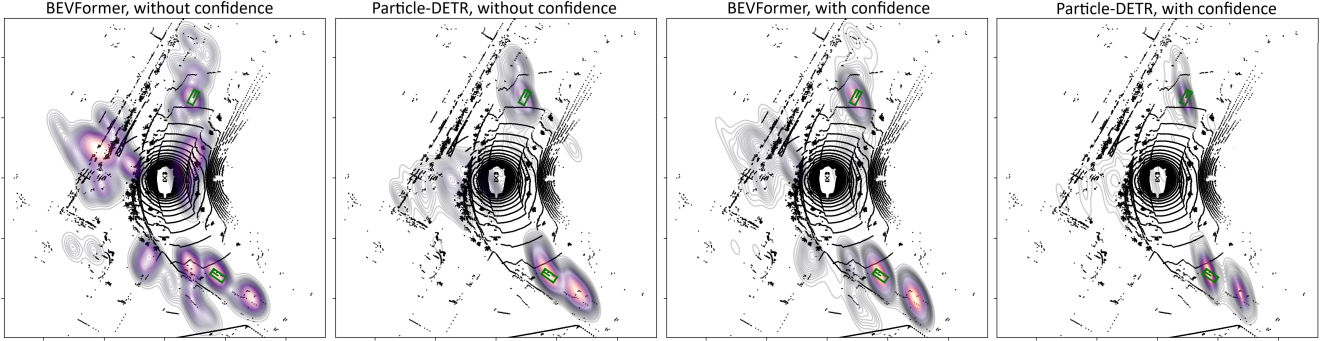 BEVFormer, without confidence
Particle-DETR, without confidence
BEVFormer, with confidence
Particle-DETR, with confidence